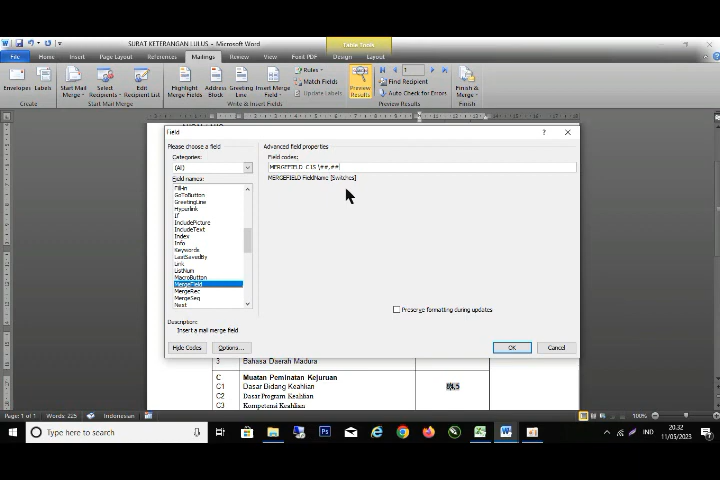 SURAT KETERANGAN LULUS - Microsoft Word
Table Tools
File Home Insert Page Layout References Mailings Review View Foxit PDF Design Layout
Envelopes Labels Start Mail Merge Select Recipients Edit Recipient List Highlight Merge Fields Address Block Greeting Line Insert Merge Field Rules Match Fields Update Labels Preview Results 1 Find Recipient Auto Check for Errors Finish & Merge
Create Start Mail Merge Write & Insert Fields Preview Results Finish
Field
Please choose a field
Categories:
(All)
Field names:
Fill-in
GoToButton
GreetingLine
Hyperlink
If
IncludePicture
IncludeText
Index
Info
Keywords
LastSavedBy
Link
ListNum
MacroButton
MergeField
MergeRec
MergeSeq
Next
Advanced field properties
Field codes:
MERGEFIELD C1S \##,##
MERGEFIELD FieldName [Switches]
Preserve formatting during updates
Description:
Insert a mail merge field
Hide Codes Options... OK Cancel
3 Bahasa Daerah Madura
C Muatan Peminatan Kejuruan
C1 Dasar Bidang Keahlian
C2 Dasar Program Keahlian
C3 Kompetensi Keahlian
Page: 1 of 1 Words: 225 Indonesian 100%
Type here to search
IND
20.32
11/05/2023